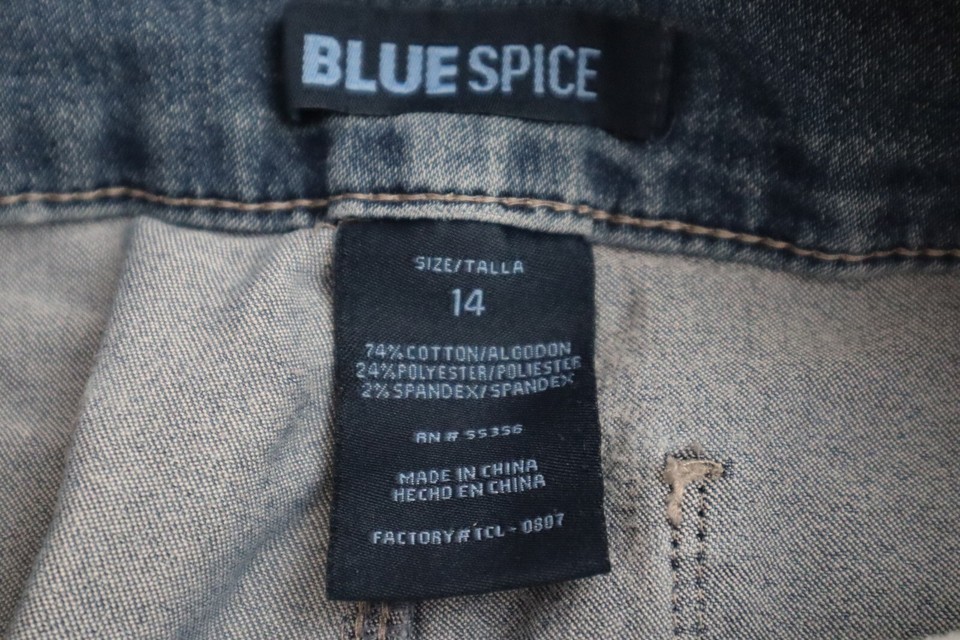 BLUE SPICE
SIZE/TALLA
14
74% COTTON/ALGODON
24% POLYESTER/POLIESTER
2% SPANDEX/SPANDEX
RN # 55356
MADE IN CHINA
HECHO EN CHINA
FACTORY # TCL - 0807